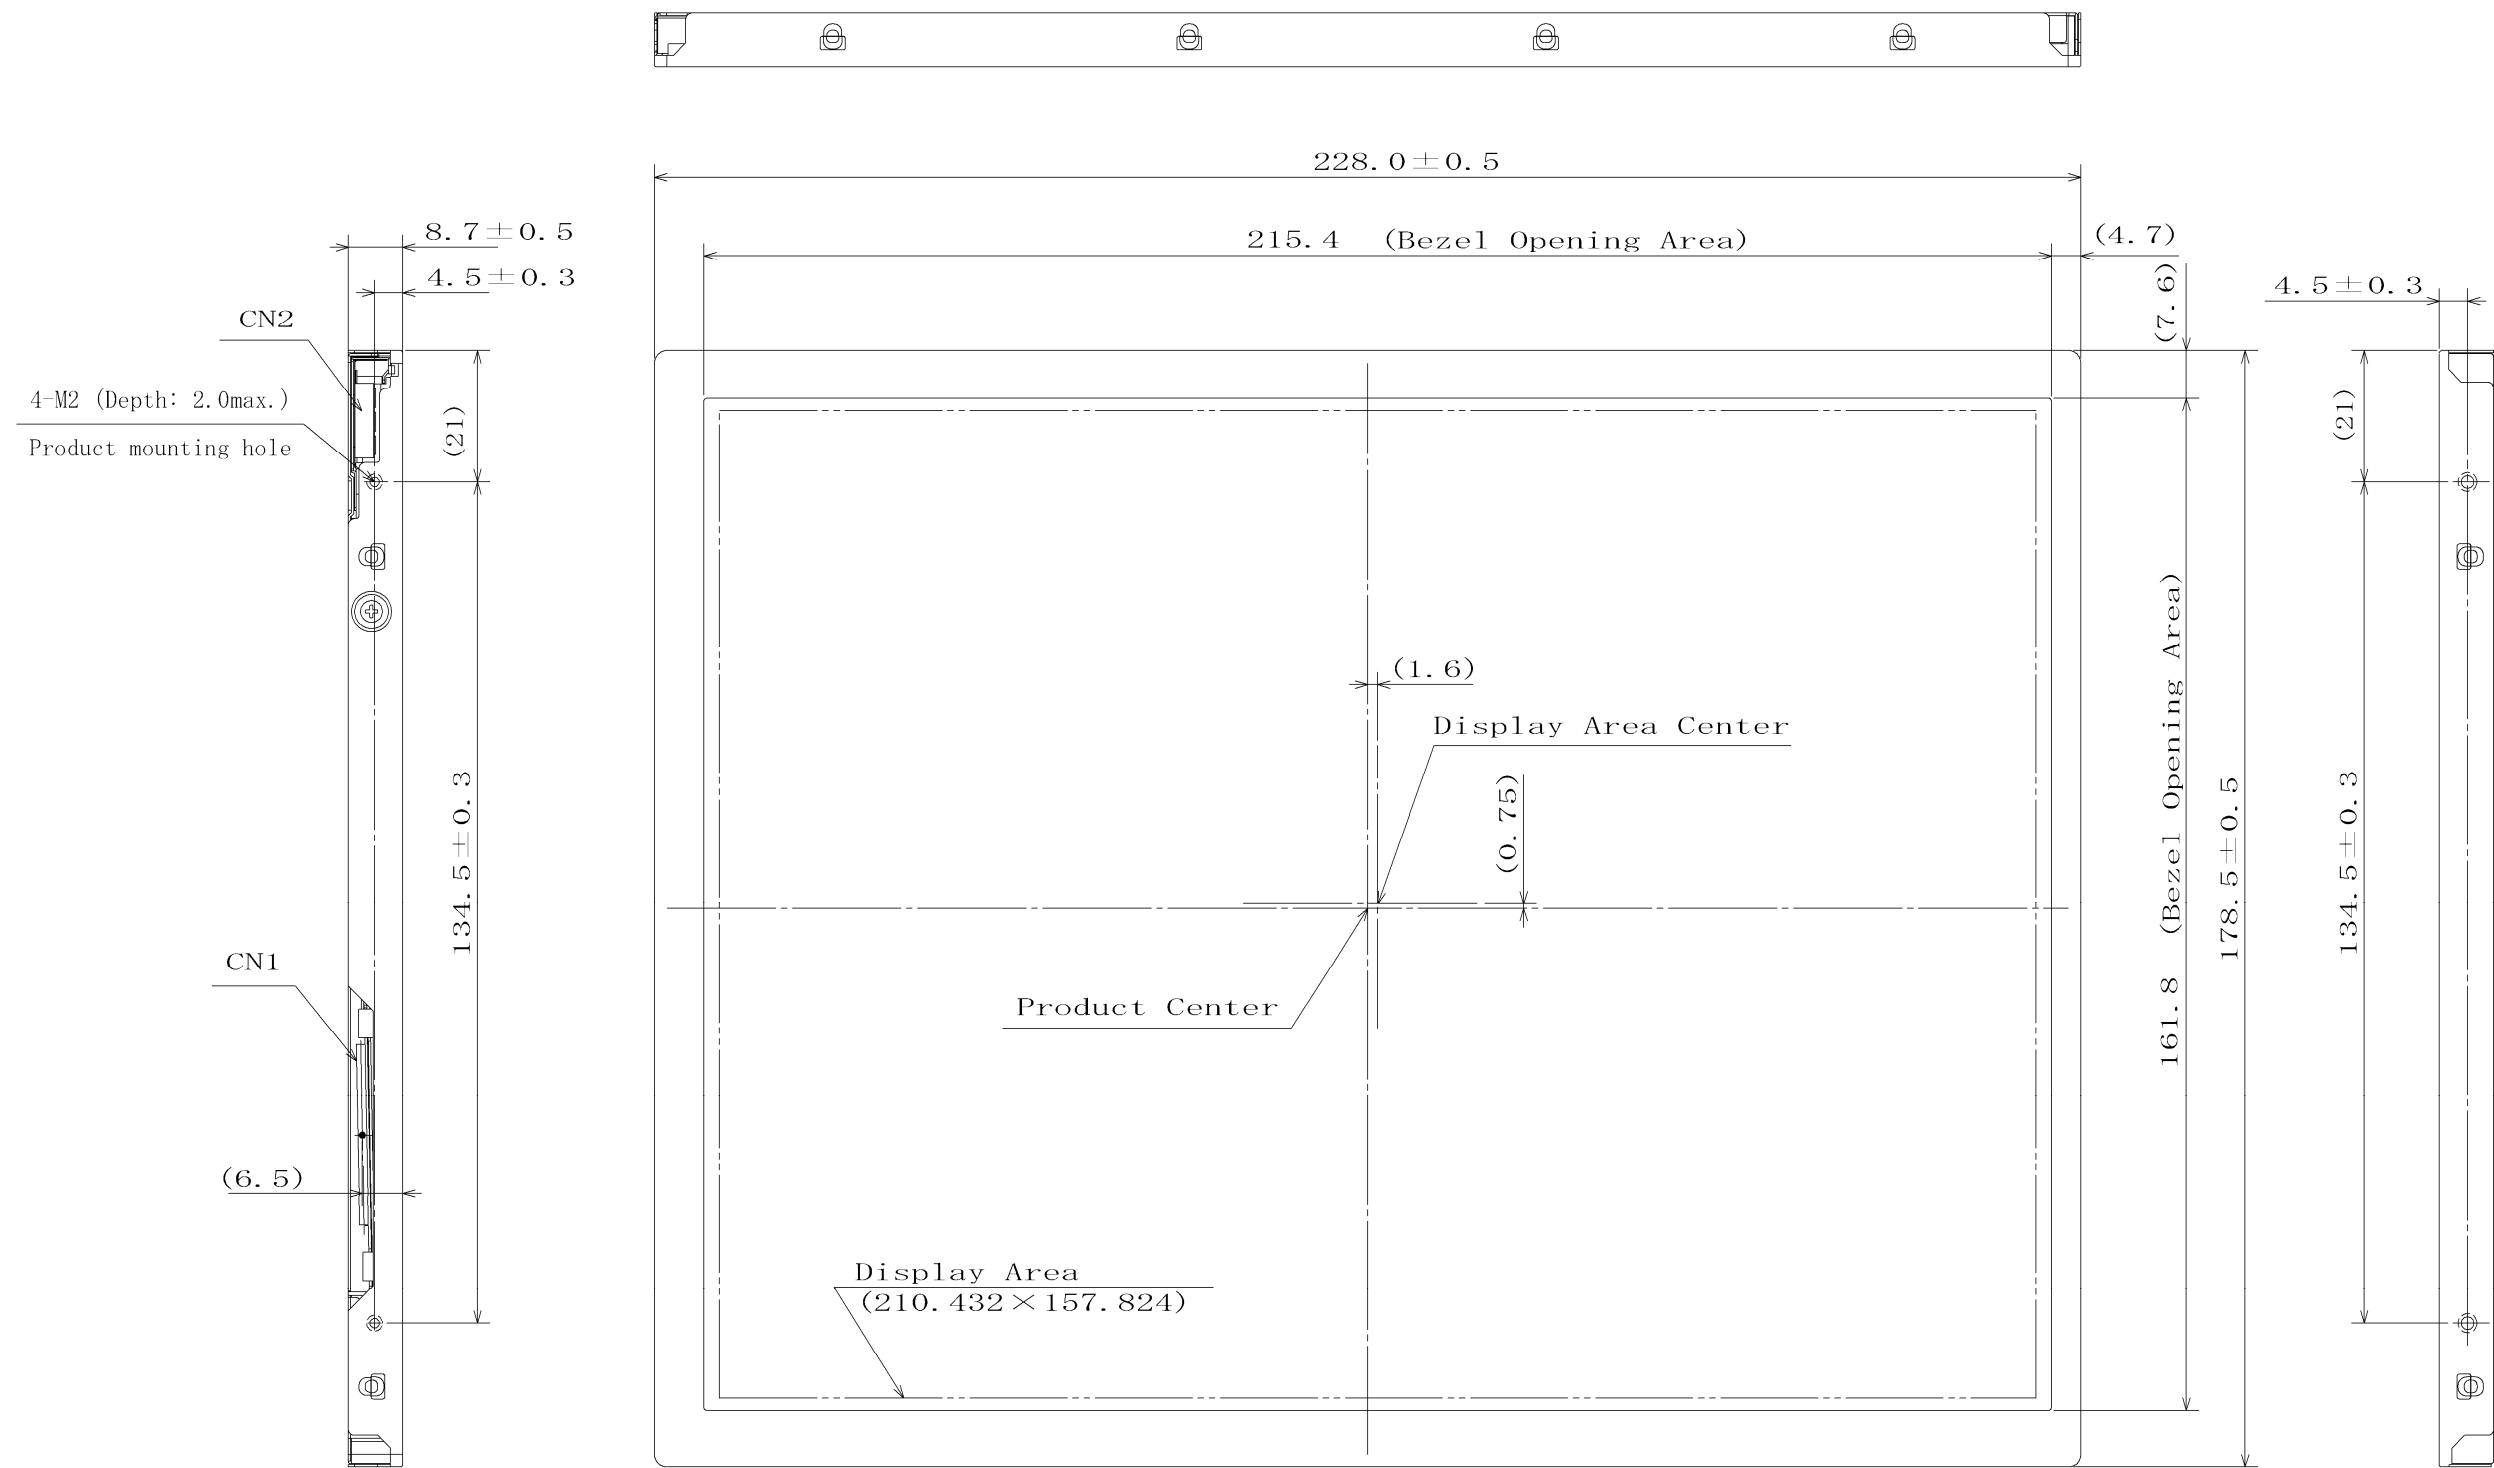 228.0±0.5
8.7±0.5
215.4 (Bezel Opening Area)
(4.7)
4.5±0.3
(7.6)
4.5±0.3
CN2
4-M2 (Depth: 2.0max.)
Product mounting hole
(21)
(21)
(1.6)
Display Area Center
(0.75)
134.5±0.3
161.8 (Bezel Opening Area)
178.5±0.5
134.5±0.3
CN1
Product Center
(6.5)
Display Area
(210.432×157.824)